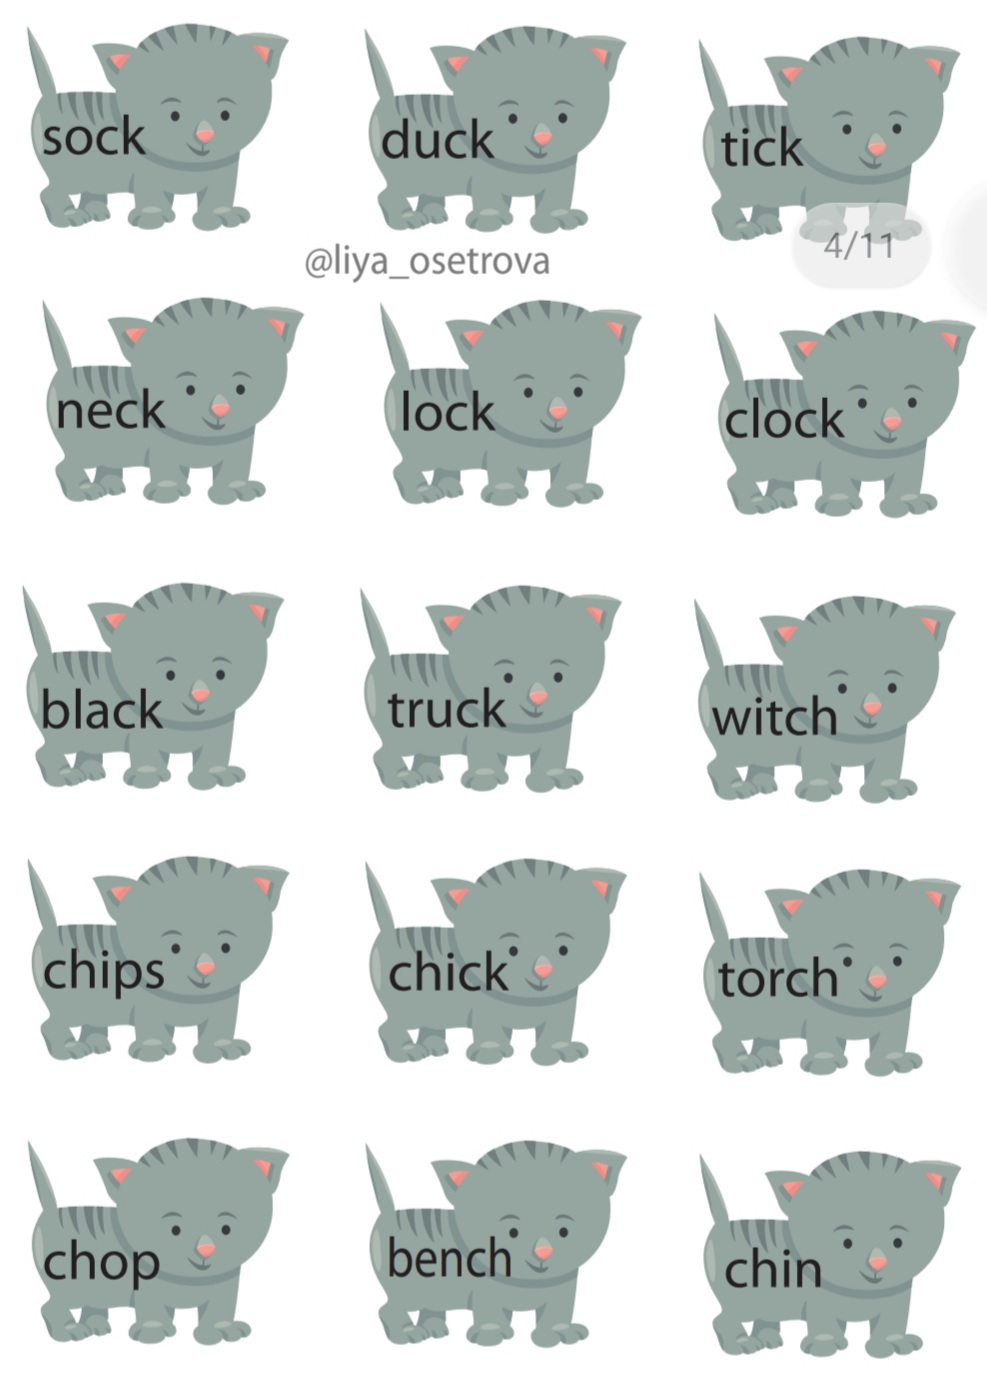 sock duck tick
4/11
@liya_osetrova
neck lock clock
black truck witch
chips chick torch
chop bench chin